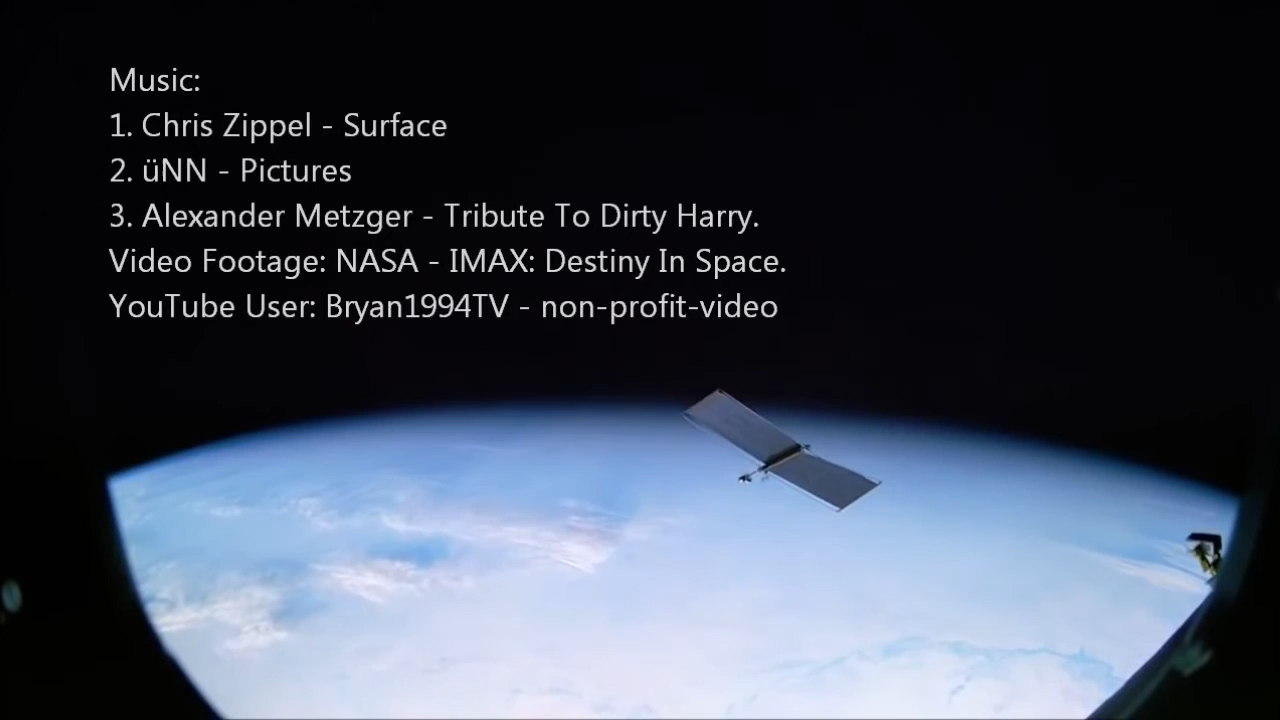 Music:
1. Chris Zippel - Surface
2. üNN - Pictures
3. Alexander Metzger - Tribute To Dirty Harry.
Video Footage: NASA - IMAX: Destiny In Space.
YouTube User: Bryan1994TV - non-profit-video